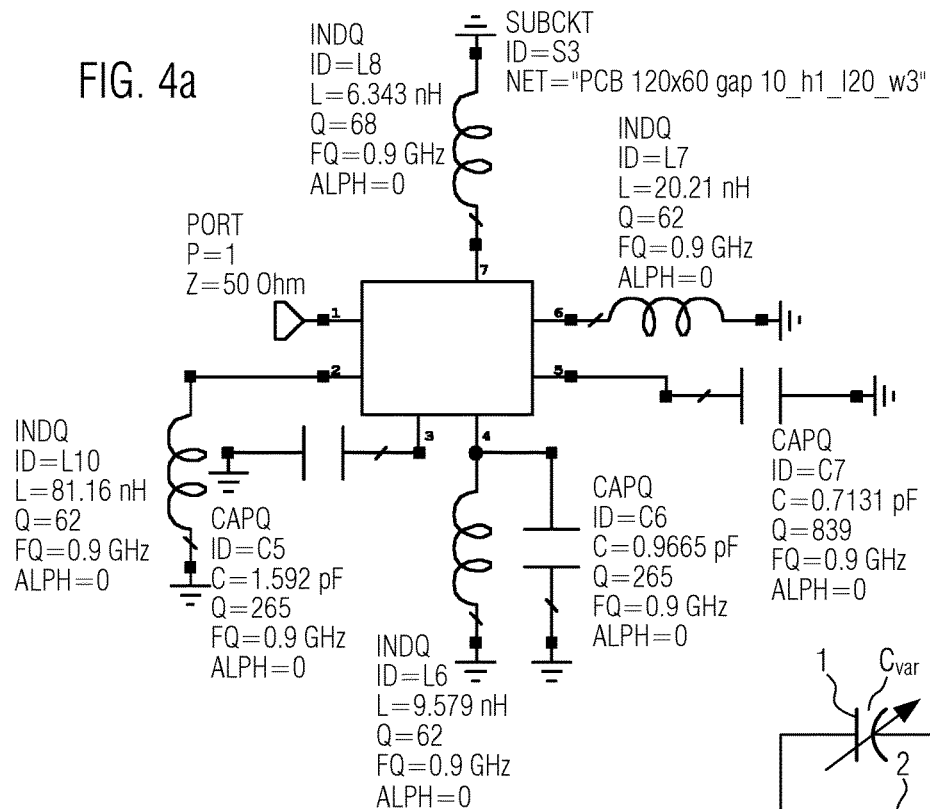 FIG. 4a
INDQ
ID=L8
L=6.343 nH
Q=68
FQ=0.9 GHz
ALPH=0
SUBCKT
ID=S3
NET="PCB 120x60 gap 10_h1_l20_w3"
INDQ
ID=L7
L=20.21 nH
Q=62
FQ=0.9 GHz
ALPH=0
PORT
P=1
Z=50 Ohm
7
1
6
2
5
3
4
INDQ
ID=L10
L=81.16 nH
Q=62
FQ=0.9 GHz
ALPH=0
CAPQ
ID=C5
C=1.592 pF
Q=265
FQ=0.9 GHz
ALPH=0
CAPQ
ID=C6
C=0.9665 pF
Q=265
FQ=0.9 GHz
ALPH=0
CAPQ
ID=C7
C=0.7131 pF
Q=839
FQ=0.9 GHz
ALPH=0
INDQ
ID=L6
L=9.579 nH
Q=62
FQ=0.9 GHz
ALPH=0
1
Cvar
2